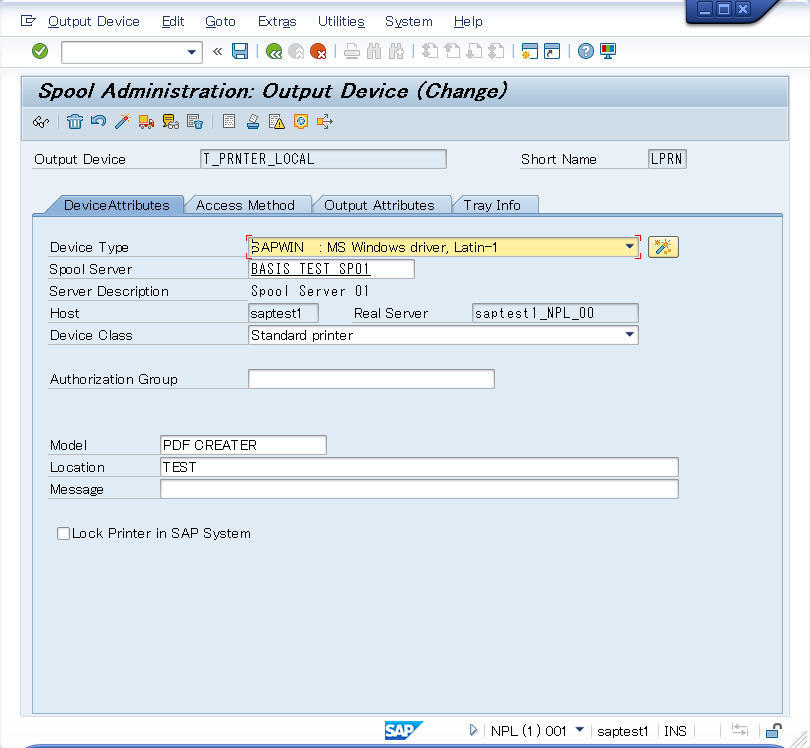 Output Device Edit Goto Extras Utilities System Help
Spool Administration: Output Device (Change)
Output Device T_PRNTER_LOCAL Short Name LPRN
DeviceAttributes Access Method Output Attributes Tray Info
Device Type SAPWIN : MS Windows driver, Latin-1
Spool Server BASIS_TEST_SP01
Server Description Spool Server 01
Host saptest1 Real Server saptest1_NPL_00
Device Class Standard printer
Authorization Group
Model PDF CREATER
Location TEST
Message
Lock Printer in SAP System
SAP NPL (1) 001 saptest1 INS